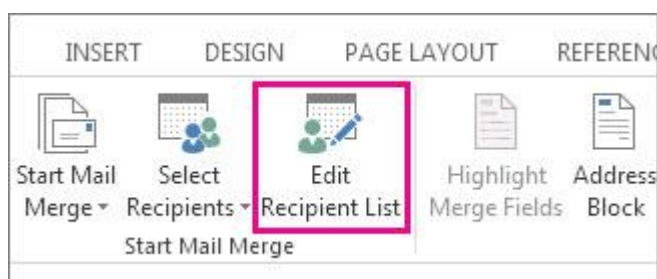 INSERT DESIGN PAGE LAYOUT
Start Mail Select Edit Highlight Address
Merge Recipients Recipient List Merge Fields Block
Start Mail Merge